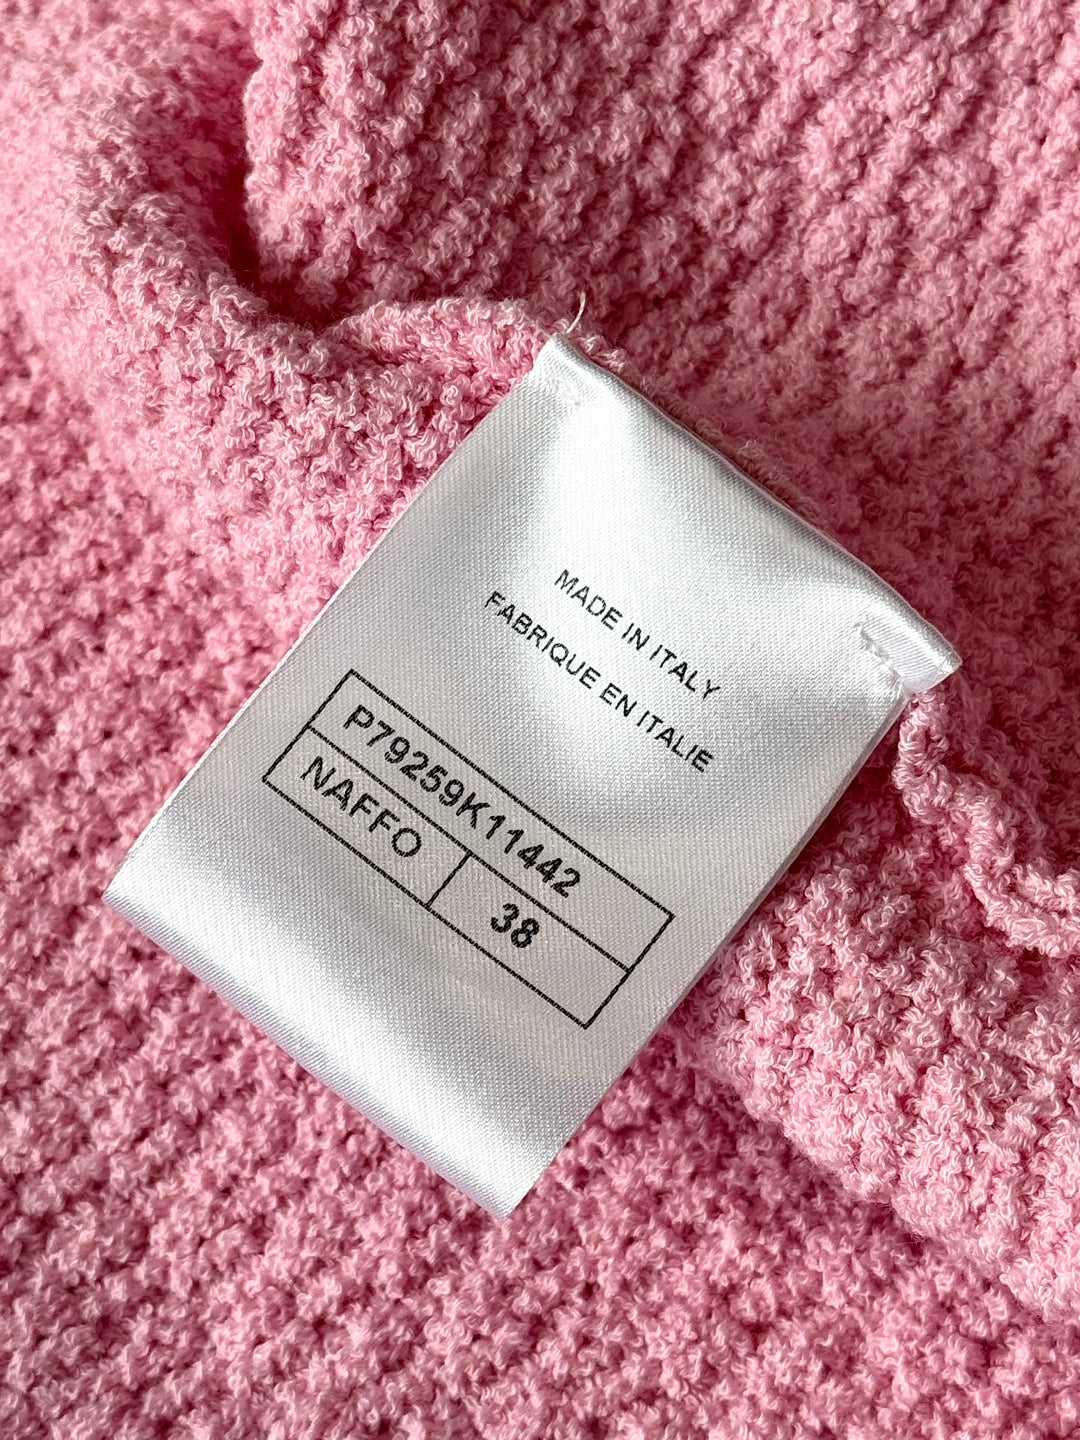 MADE IN ITALY
FABRIQUE EN ITALIE
P79259K11442
NAFFO 38